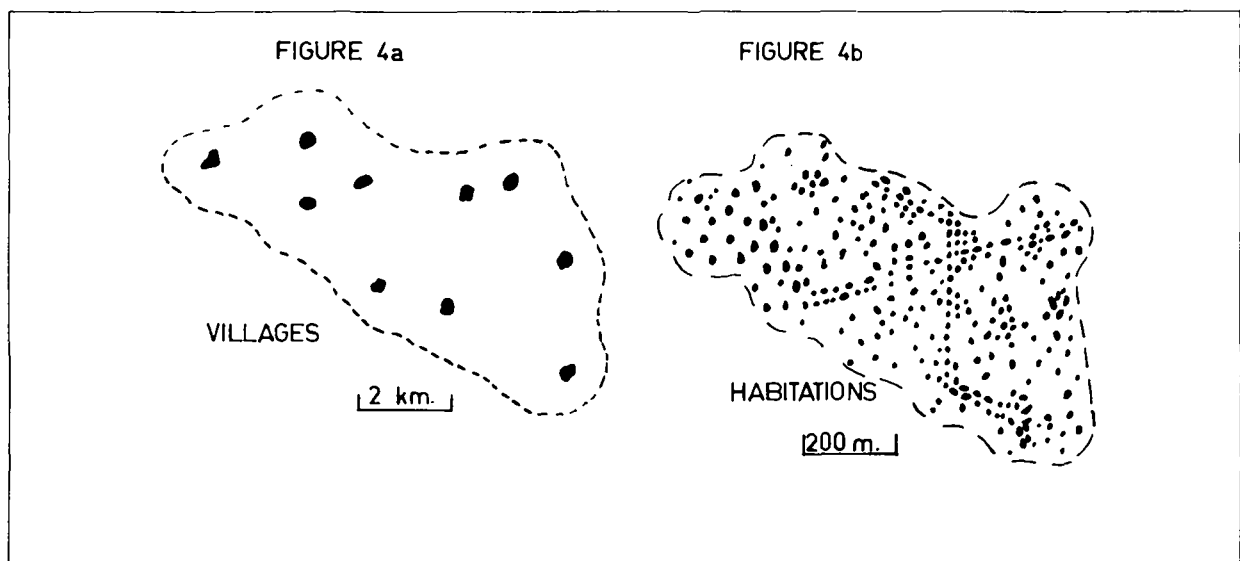 FIGURE 4a
VILLAGES
2 km.
FIGURE 4b
HABITATIONS
200 m.